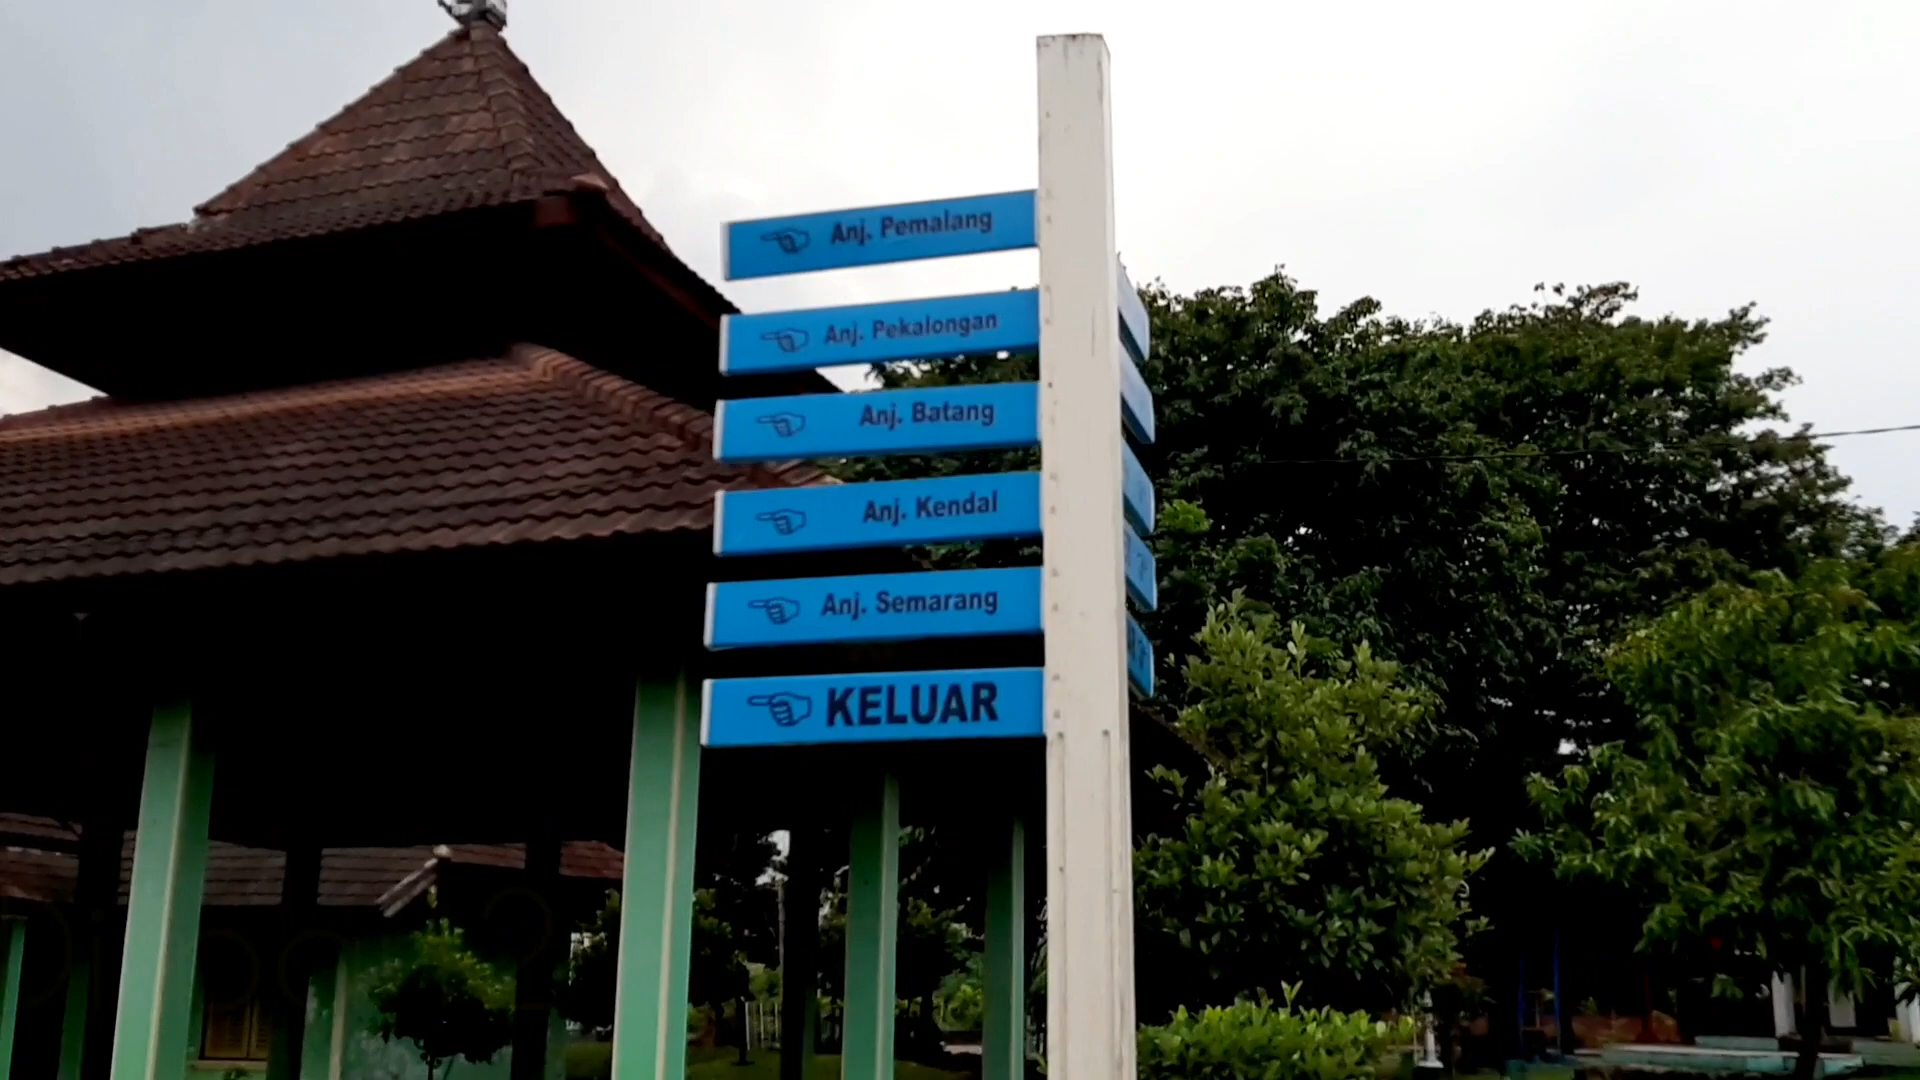 Anj. Pemalang
Anj. Pekalongan
Anj. Batang
Anj. Kendal
Anj. Semarang
KELUAR